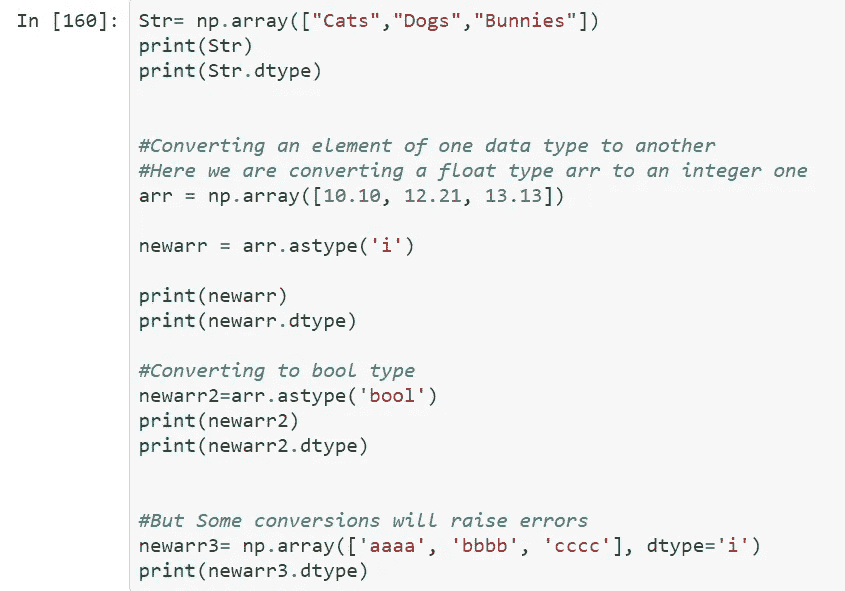 In [160]: Str= np.array(["Cats","Dogs","Bunnies"])
print(Str)
print(Str.dtype)
#Converting an element of one data type to another
#Here we are converting a float type arr to an integer one
arr = np.array([10.10, 12.21, 13.13])
newarr = arr.astype('i')
print(newarr)
print(newarr.dtype)
#Converting to bool type
newarr2=arr.astype('bool')
print(newarr2)
print(newarr2.dtype)
#But Some conversions will raise errors
newarr3= np.array(['aaaa', 'bbbb', 'cccc'], dtype='i')
print(newarr3.dtype)